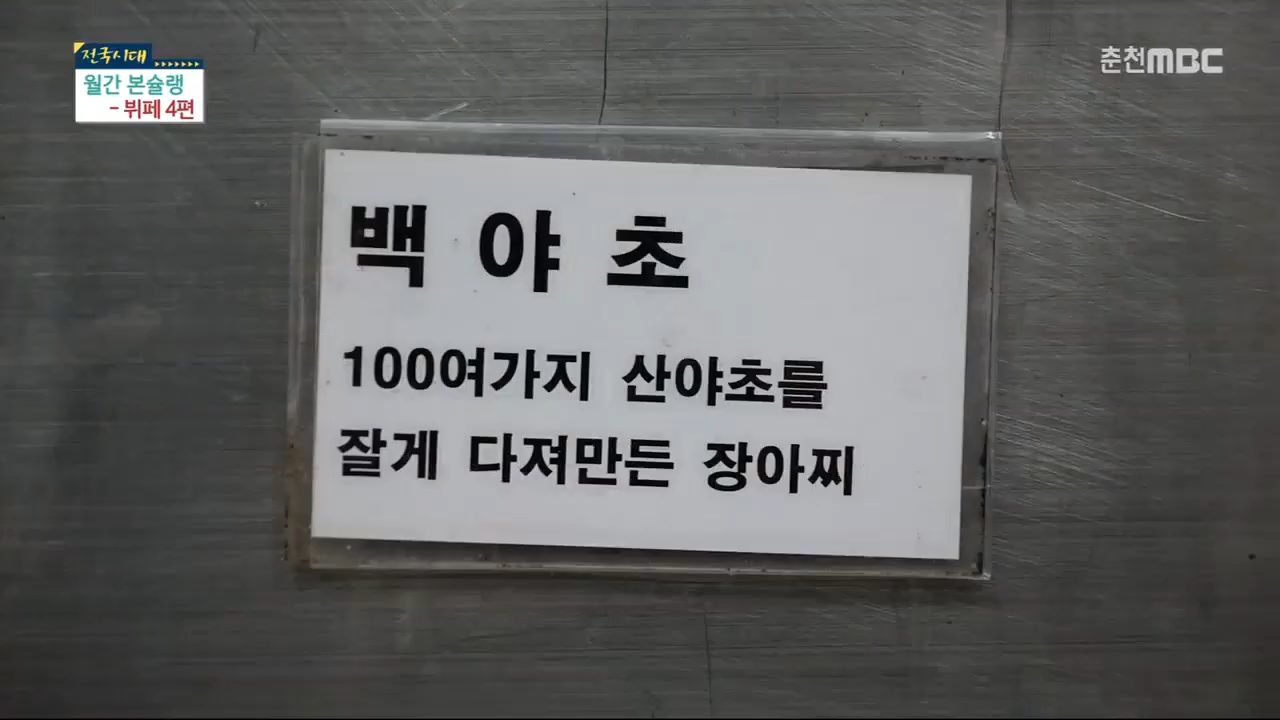 전국시대
월간 본슐랭
- 뷔페 4편
춘천MBC
백야초
100여가지 산야초를
잘게 다져만든 장아찌